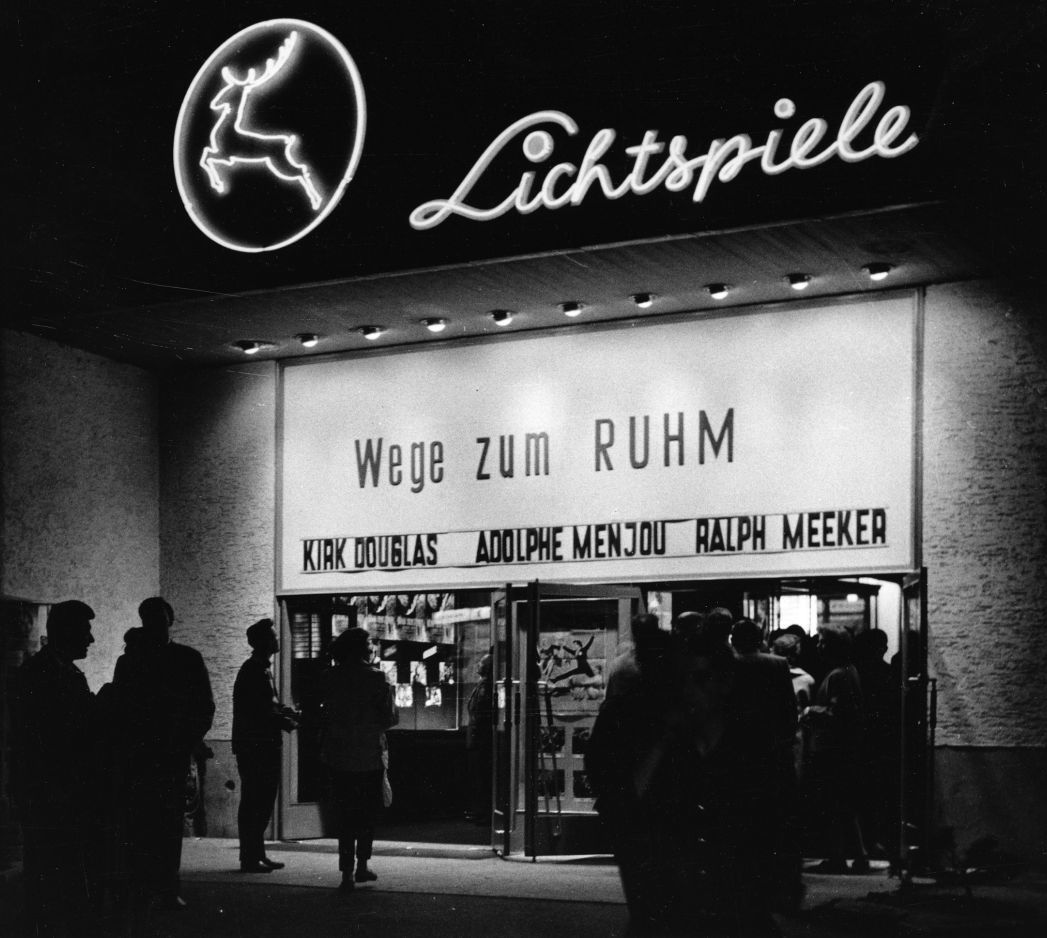 Lichtspiele
Wege zum RUHM
KIRK DOUGLAS ADOLPHE MENJOU RALPH MEEKER